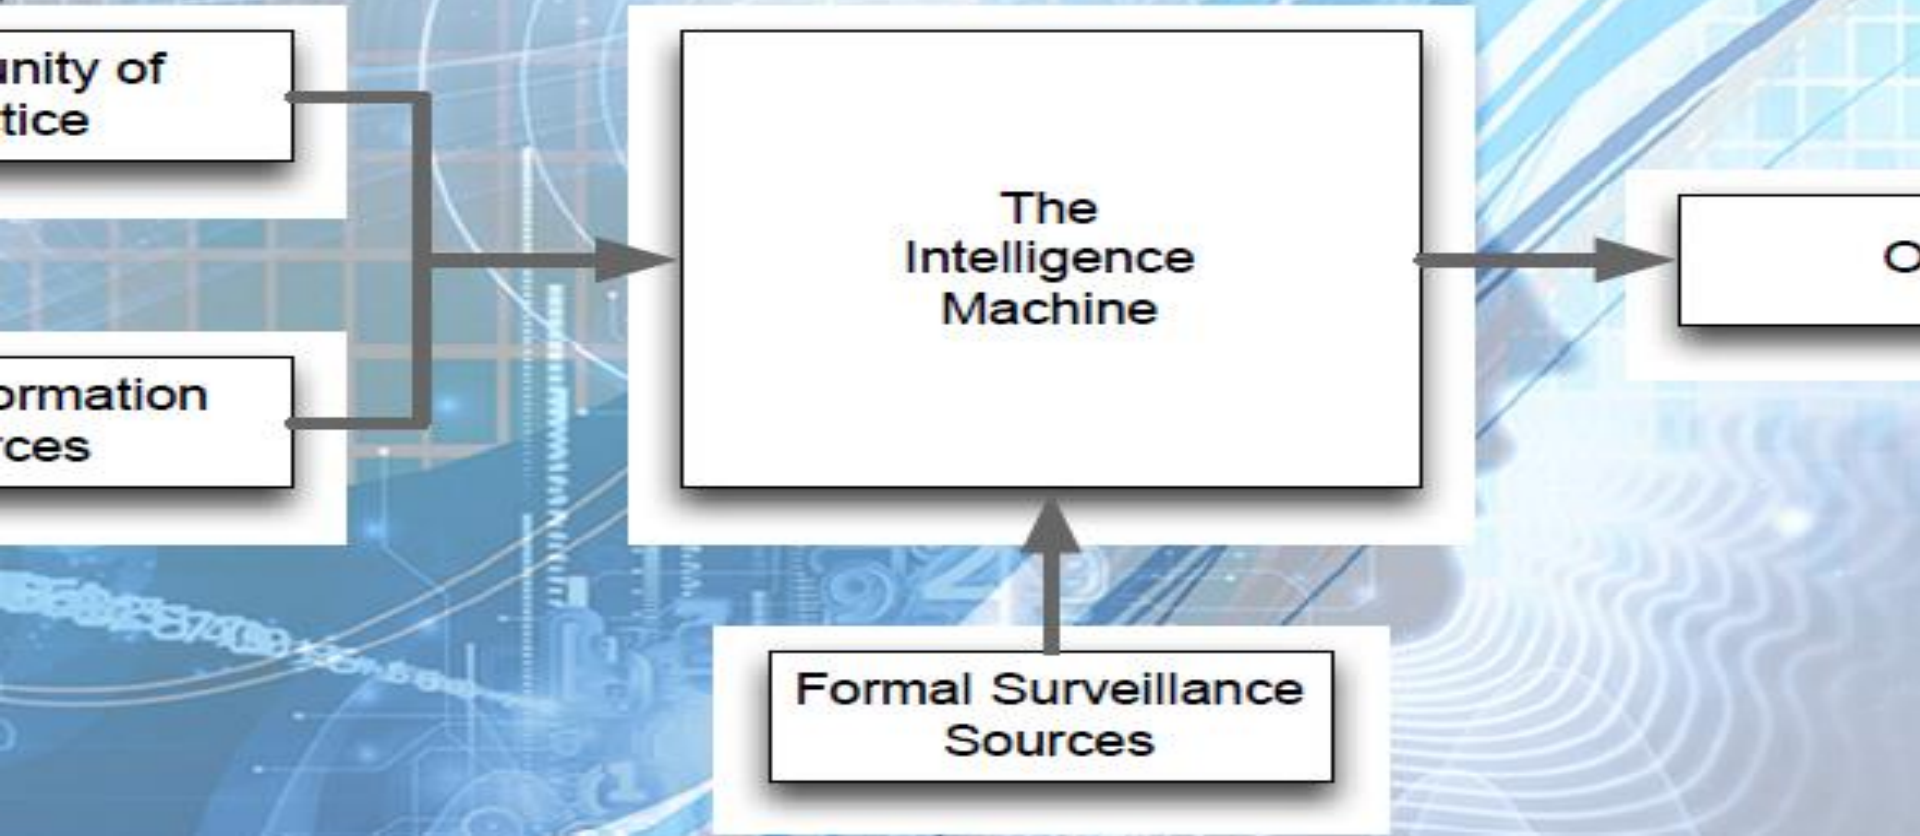 unity of
tice
ormation
rces
The
Intelligence
Machine
O
Formal Surveillance
Sources